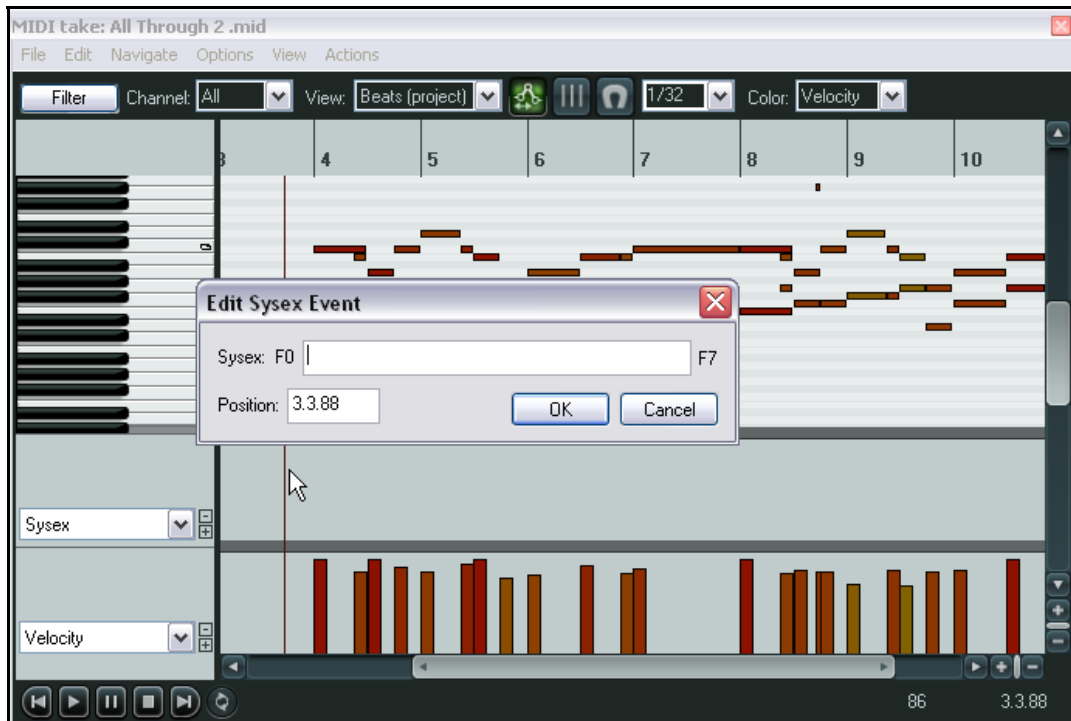 MIDI take: All Through 2 .mid
File Edit Navigate Options View Actions
Filter Channel: All View: Beats (project) 1/32 Color: Velocity
3 4 5 6 7 8 9 10
Edit Sysex Event
Sysex: F0 F7
Position: 3.3.88 OK Cancel
Sysex
Velocity
86 3.3.88